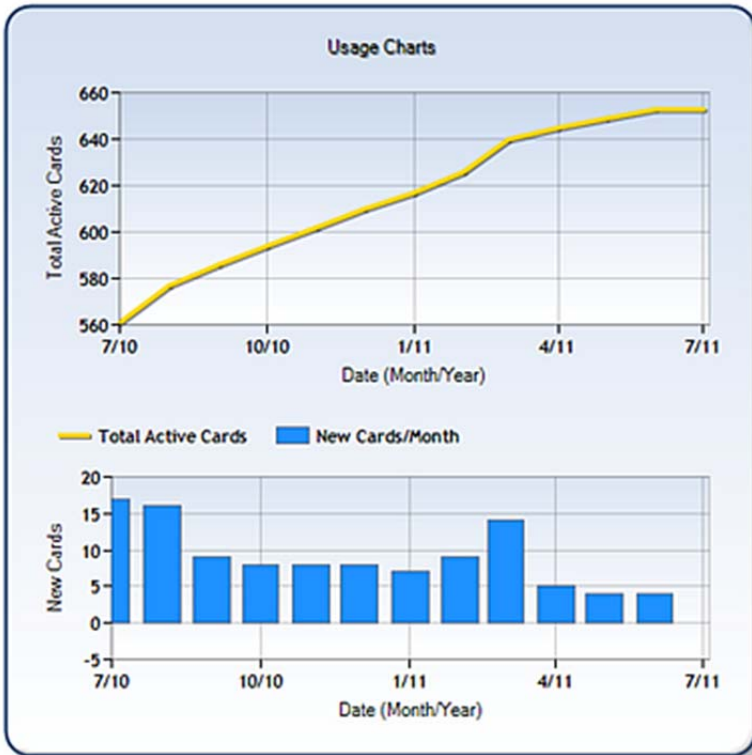 Usage Charts
660
640
620
600
580
560
Total Active Cards
7/10 10/10 1/11 4/11 7/11
Date (Month/Year)
Total Active Cards New Cards/Month
20
15
10
5
0
-5
New Cards
7/10 10/10 1/11 4/11 7/11
Date (Month/Year)